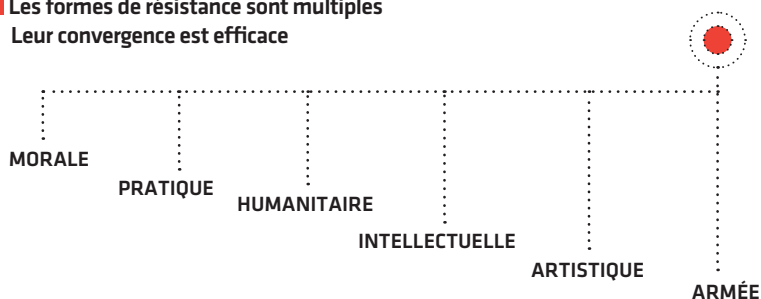 Les formes de résistance sont multiples
Leur convergence est efficace
MORALE
PRATIQUE
HUMANITAIRE
INTELLECTUELLE
ARTISTIQUE
ARMÉE